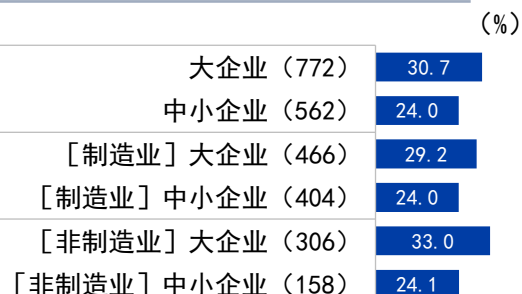 (%)
大企业（772） 30.7
中小企业（562） 24.0
［制造业］大企业（466） 29.2
［制造业］中小企业（404） 24.0
［非制造业］大企业（306） 33.0
［非制造业］中小企业（158） 24.1